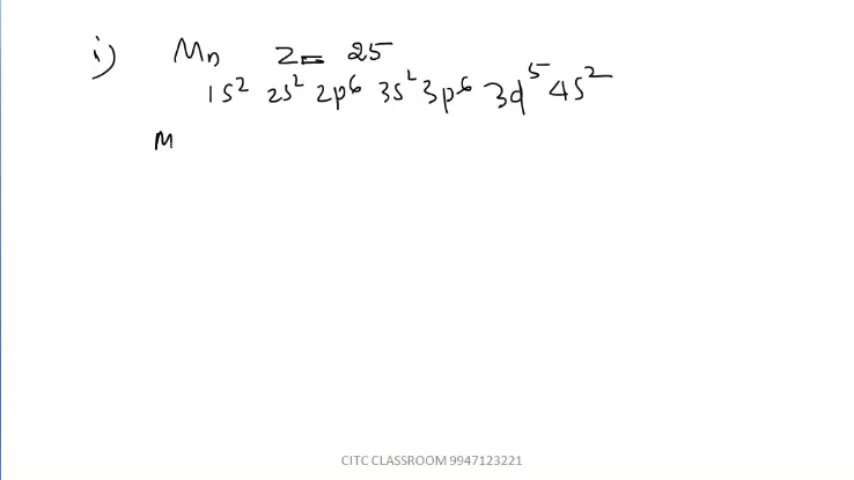 i) Mn Z = 25
1s² 2s² 2p⁶ 3s² 3p⁶ 3d⁵ 4s²
M
CITC CLASSROOM 9947123221